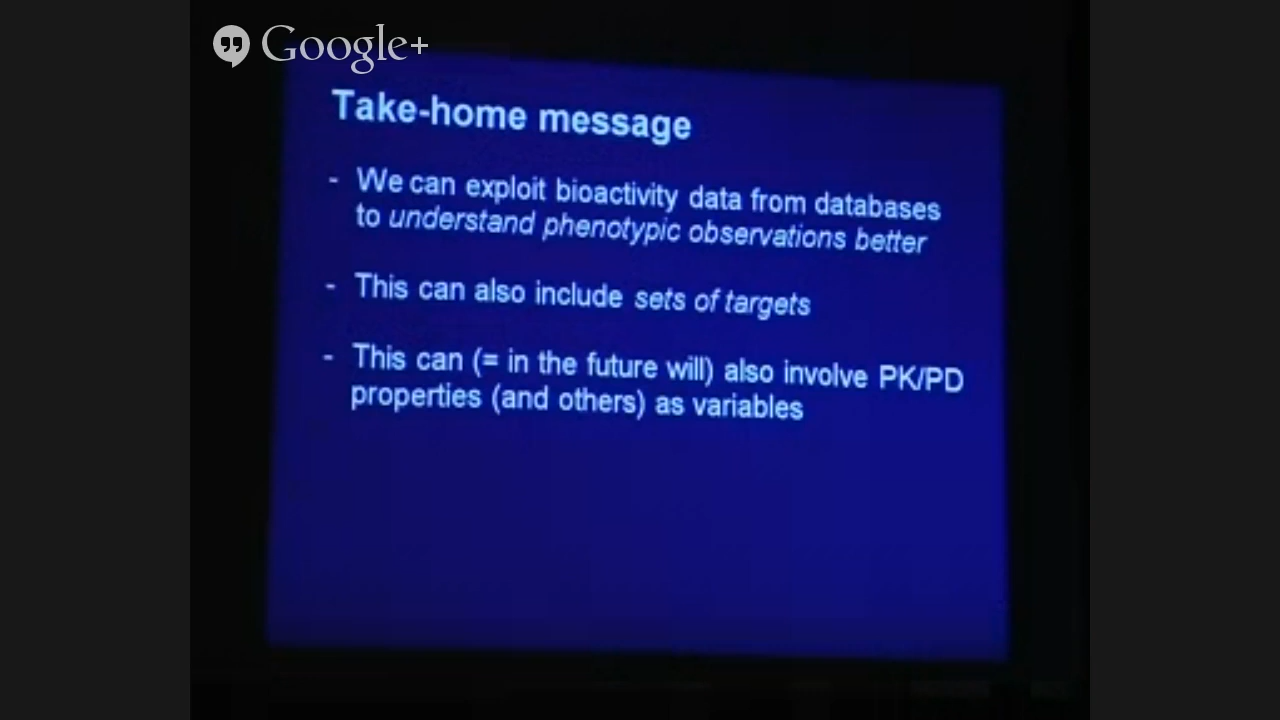 Google+
Take-home message
- We can exploit bioactivity data from databases
to understand phenotypic observations better
- This can also include sets of targets
- This can (= in the future will) also involve PK/PD
properties (and others) as variables